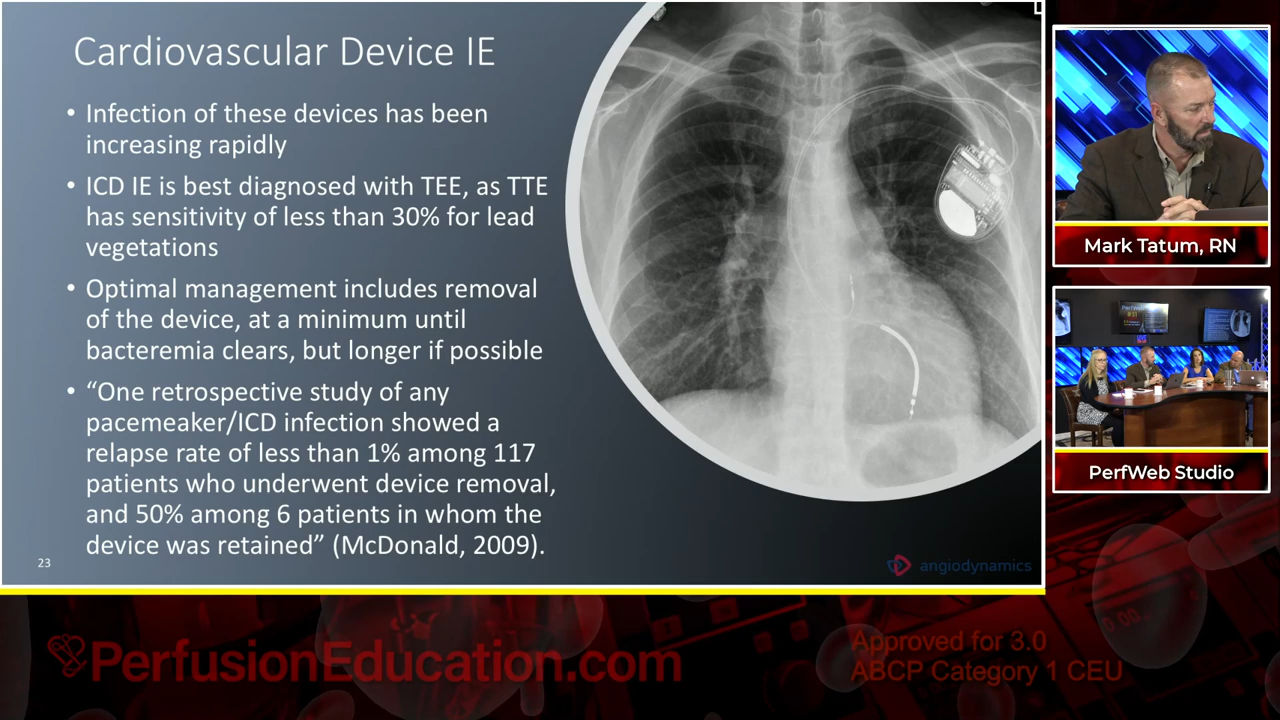 Cardiovascular Device IE
• Infection of these devices has been
increasing rapidly
• ICD IE is best diagnosed with TEE, as TTE
has sensitivity of less than 30% for lead
vegetations
• Optimal management includes removal
of the device, at a minimum until
bacteremia clears, but longer if possible
• “One retrospective study of any
pacemeaker/ICD infection showed a
relapse rate of less than 1% among 117
patients who underwent device removal,
and 50% among 6 patients in whom the
device was retained” (McDonald, 2009).
23
angiodynamics
Mark Tatum, RN
PerfWeb Studio
PerfusionEducation.com
Approved for 3.0
ABCP Category 1 CEU